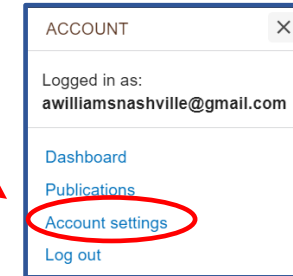 ACCOUNT
Logged in as:
awilliamsnashville@gmail.com
Dashboard
Publications
Account settings
Log out